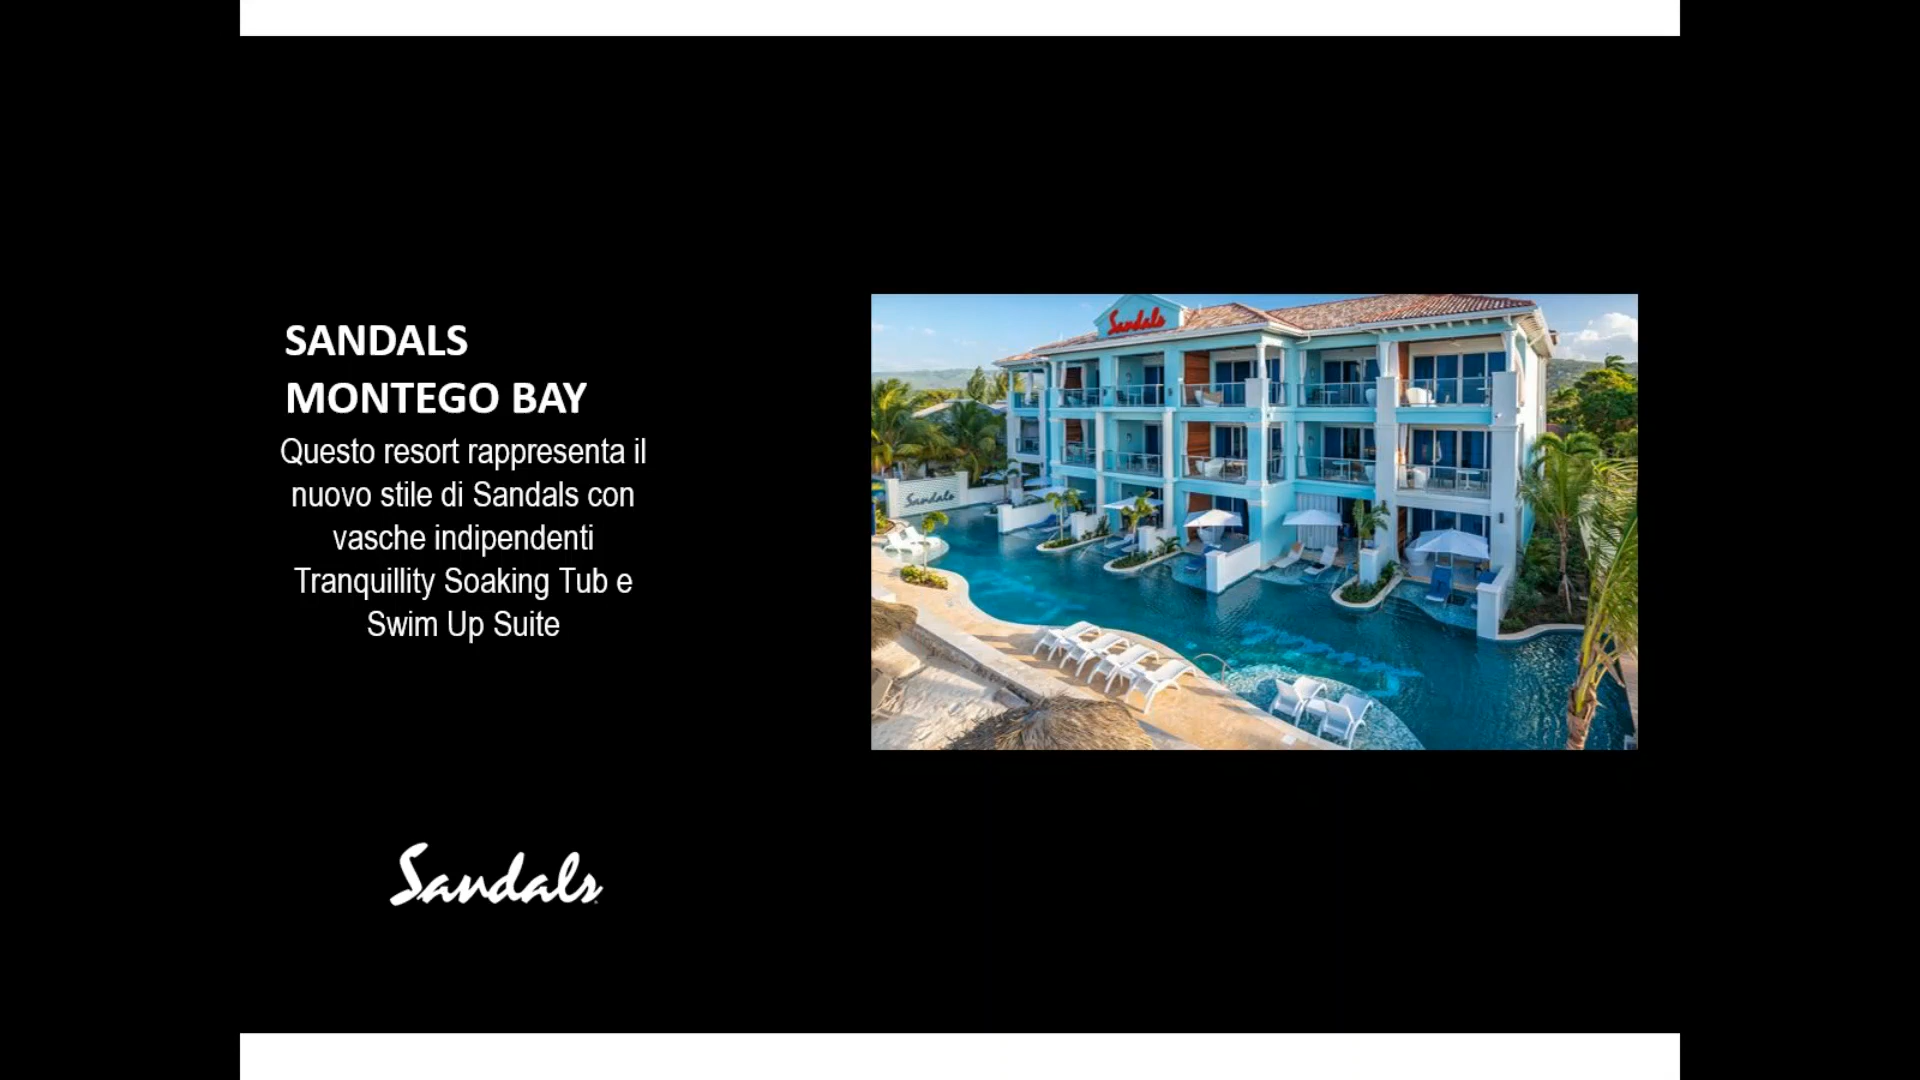 SANDALS
MONTEGO BAY
Questo resort rappresenta il
nuovo stile di Sandals con
vasche indipendenti
Tranquillity Soaking Tub e
Swim Up Suite
Sandals
Sandals
Sandals